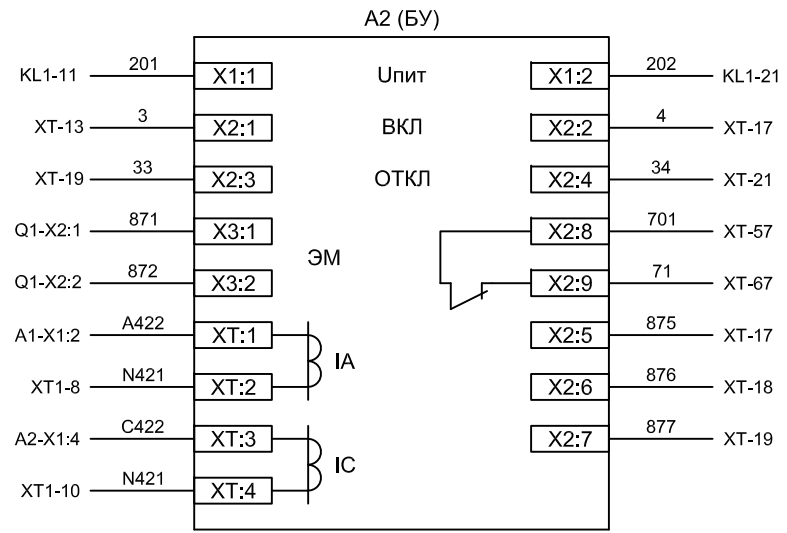 A2 (БУ)
KL1-11 201 X1:1 Uпит X1:2 202 KL1-21
XT-13 3 X2:1 ВКЛ X2:2 4 XT-17
XT-19 33 X2:3 ОТКЛ X2:4 34 XT-21
Q1-X2:1 871 X3:1 X2:8 701 XT-57
ЭМ
Q1-X2:2 872 X3:2 X2:9 71 XT-67
A1-X1:2 A422 XT:1 X2:5 875 XT-17
IA
XT1-8 N421 XT:2 X2:6 876 XT-18
A2-X1:4 C422 XT:3 X2:7 877 XT-19
IC
XT1-10 N421 XT:4